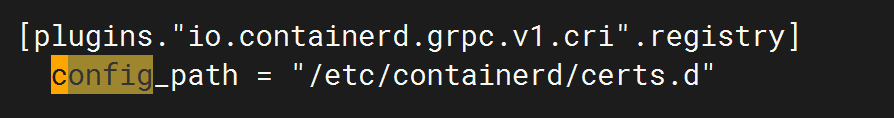 [plugins."io.containerd.grpc.v1.cri".registry]
config_path = "/etc/containerd/certs.d"